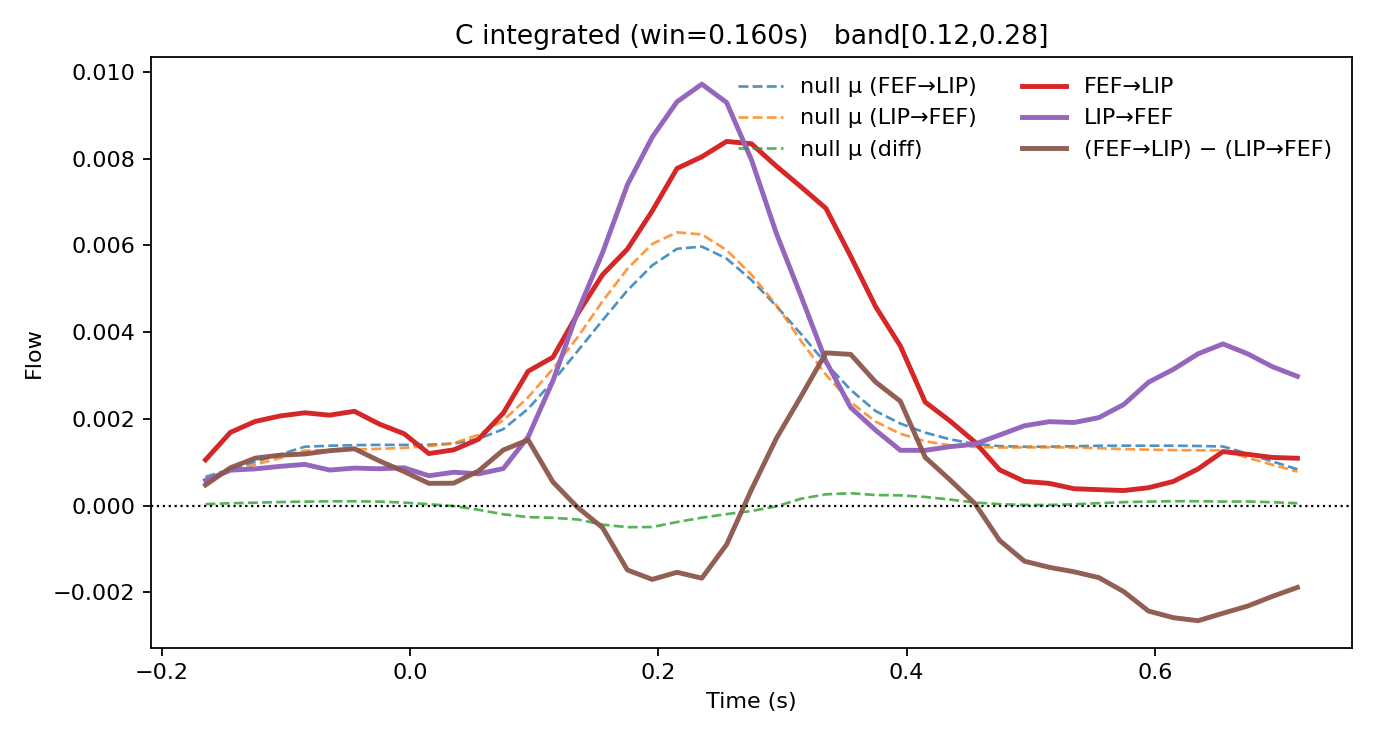 C integrated (win=0.160s)   band[0.12,0.28]
null μ (FEF→LIP)
null μ (LIP→FEF)
null μ (diff)
FEF→LIP
LIP→FEF
(FEF→LIP) − (LIP→FEF)
Flow
0.010
0.008
0.006
0.004
0.002
0.000
−0.002
−0.2
0.0
0.2
0.4
0.6
Time (s)